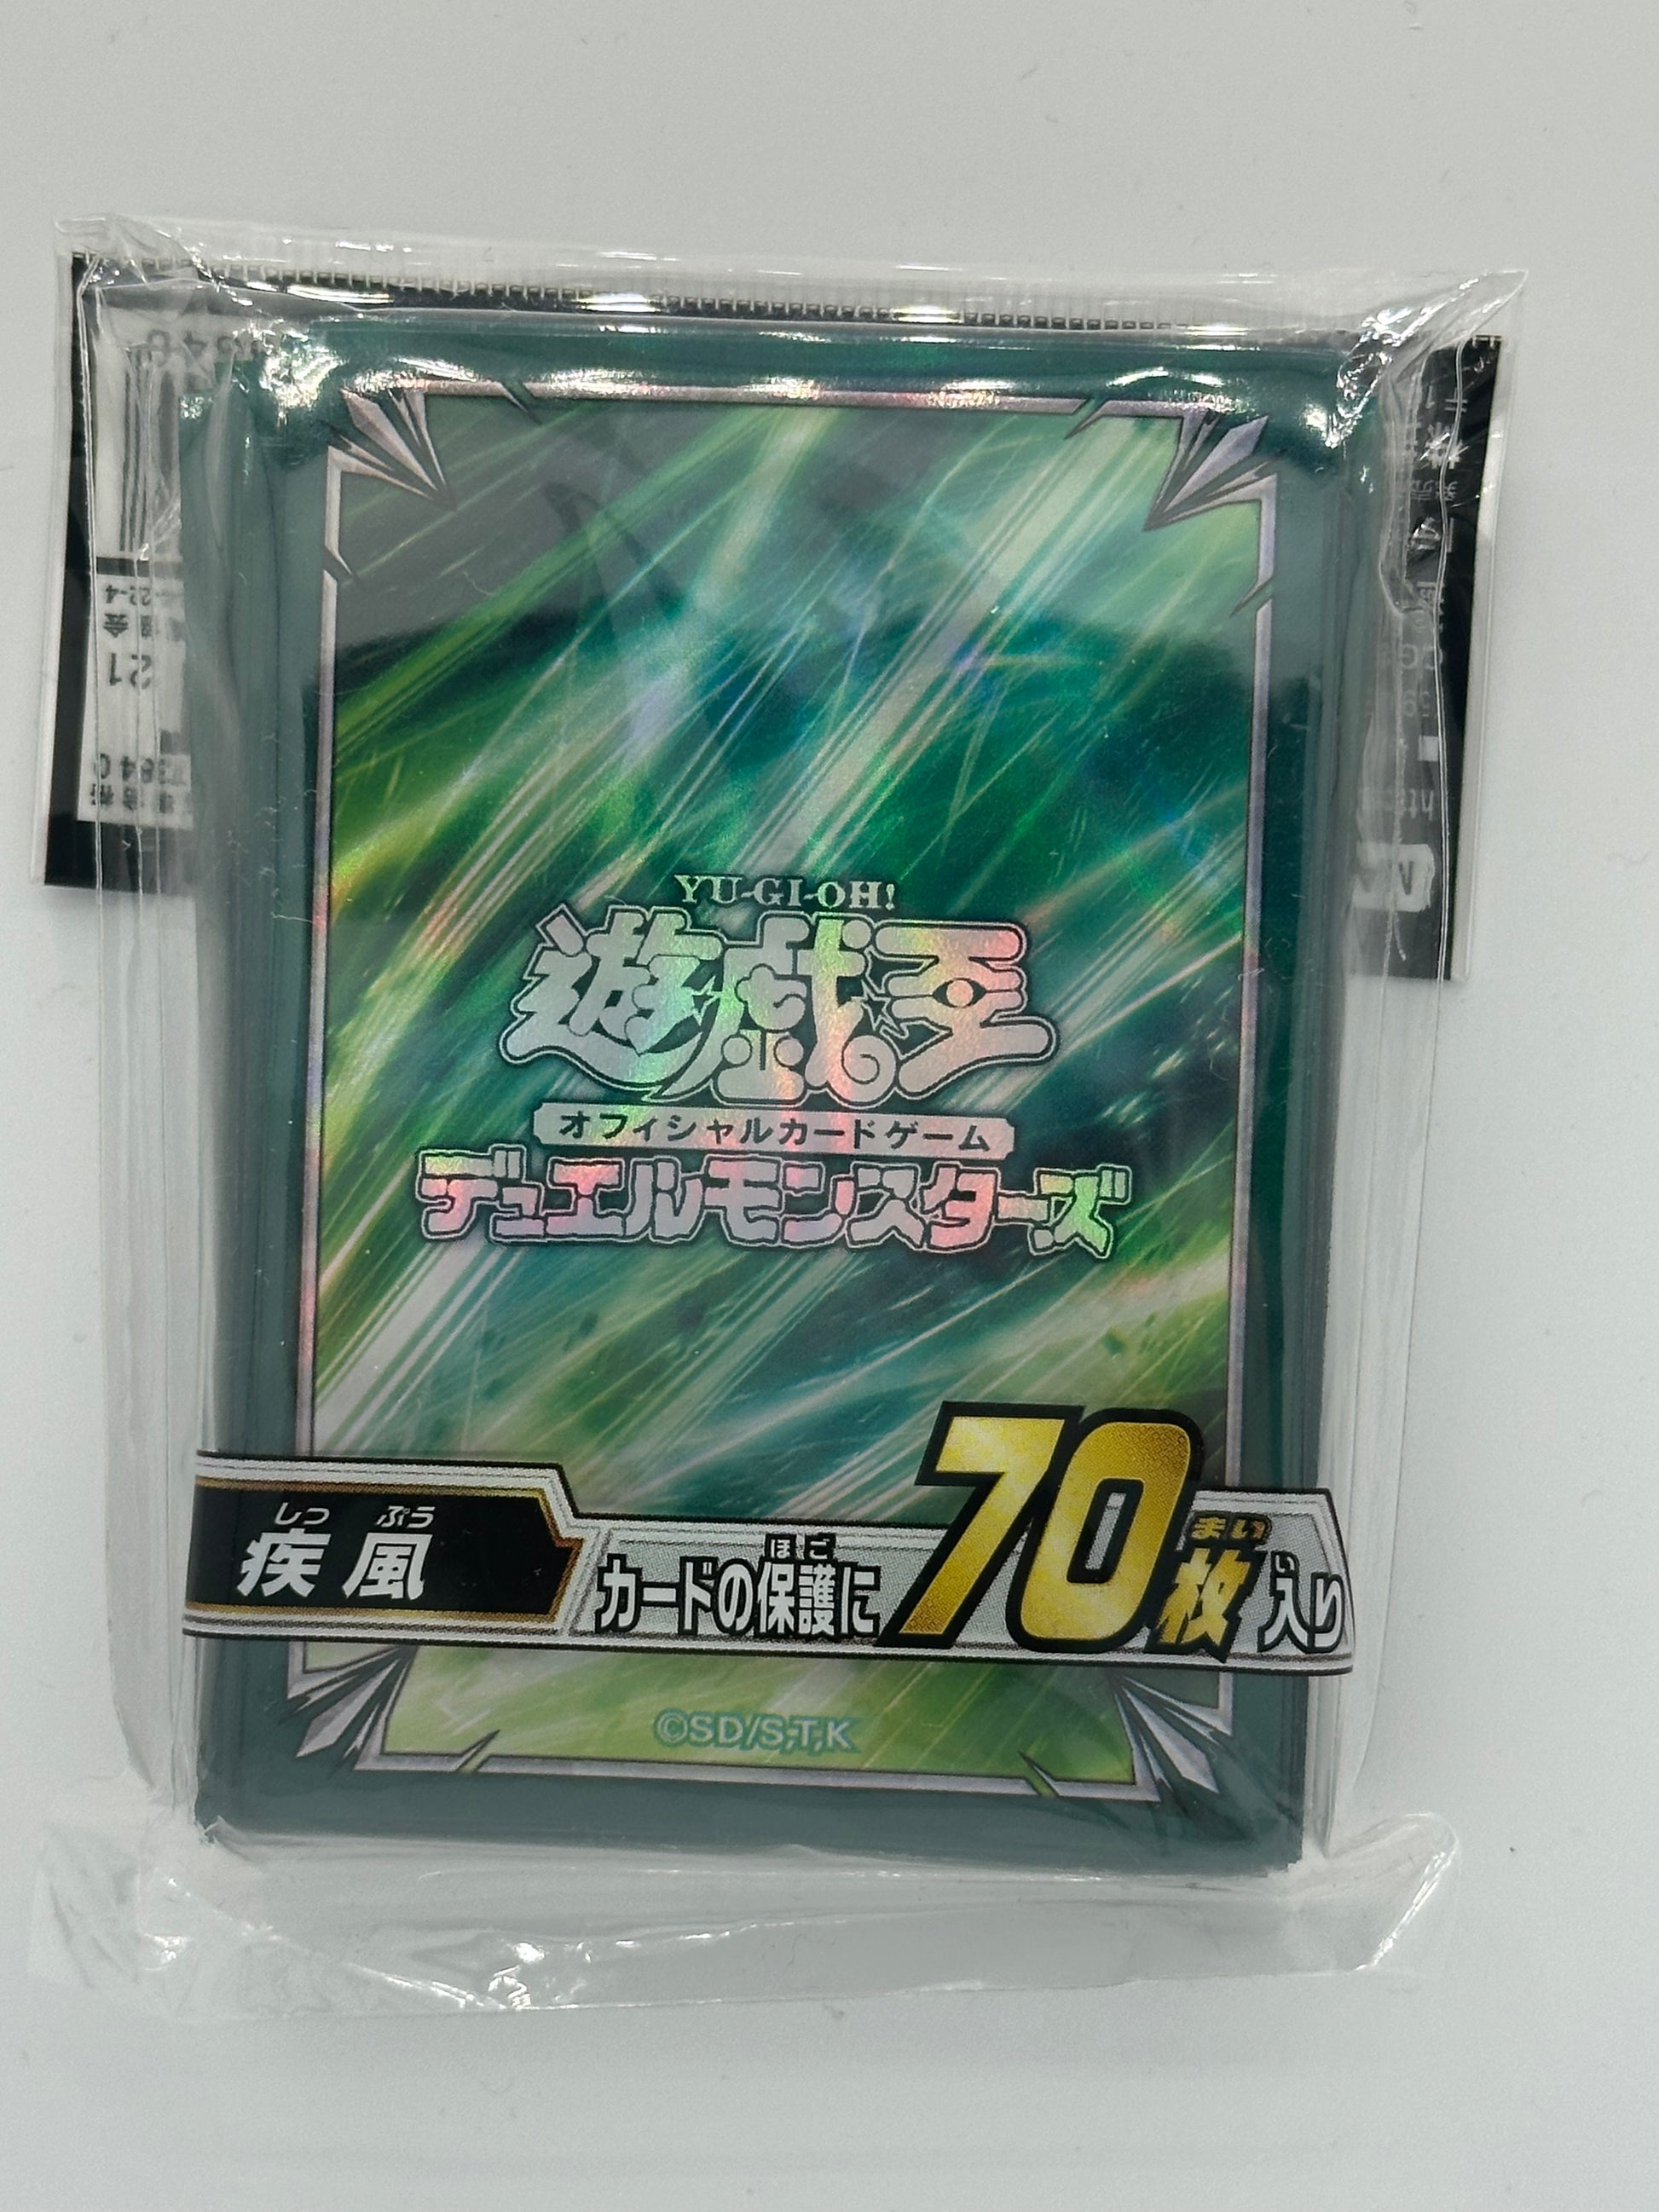 YU-GI-OH!
遊戯王
オフィシャルカードゲーム
デュエルモンスターズ
しっ ぷう
疾風
ほご まい い
カードの保護に70枚入り
©SD/S,T,K